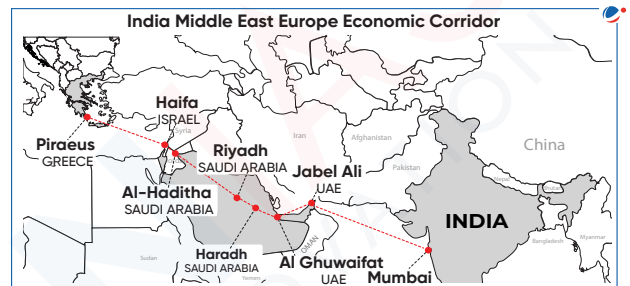 India Middle East Europe Economic Corridor
Haifa
ISRAEL
Syria
Piraeus
GREECE
Riyadh
SAUDI ARABIA
Iran
Afghanistan
China
Pakistan
Jabel Ali
UAE
Nepal
Bhutan
Al-Haditha
SAUDI ARABIA
INDIA
Bangladesh
Myanmar
OMAN
Haradh
SAUDI ARABIA
Al Ghuwaifat
UAE
Mumbai
Sudan
Yemen